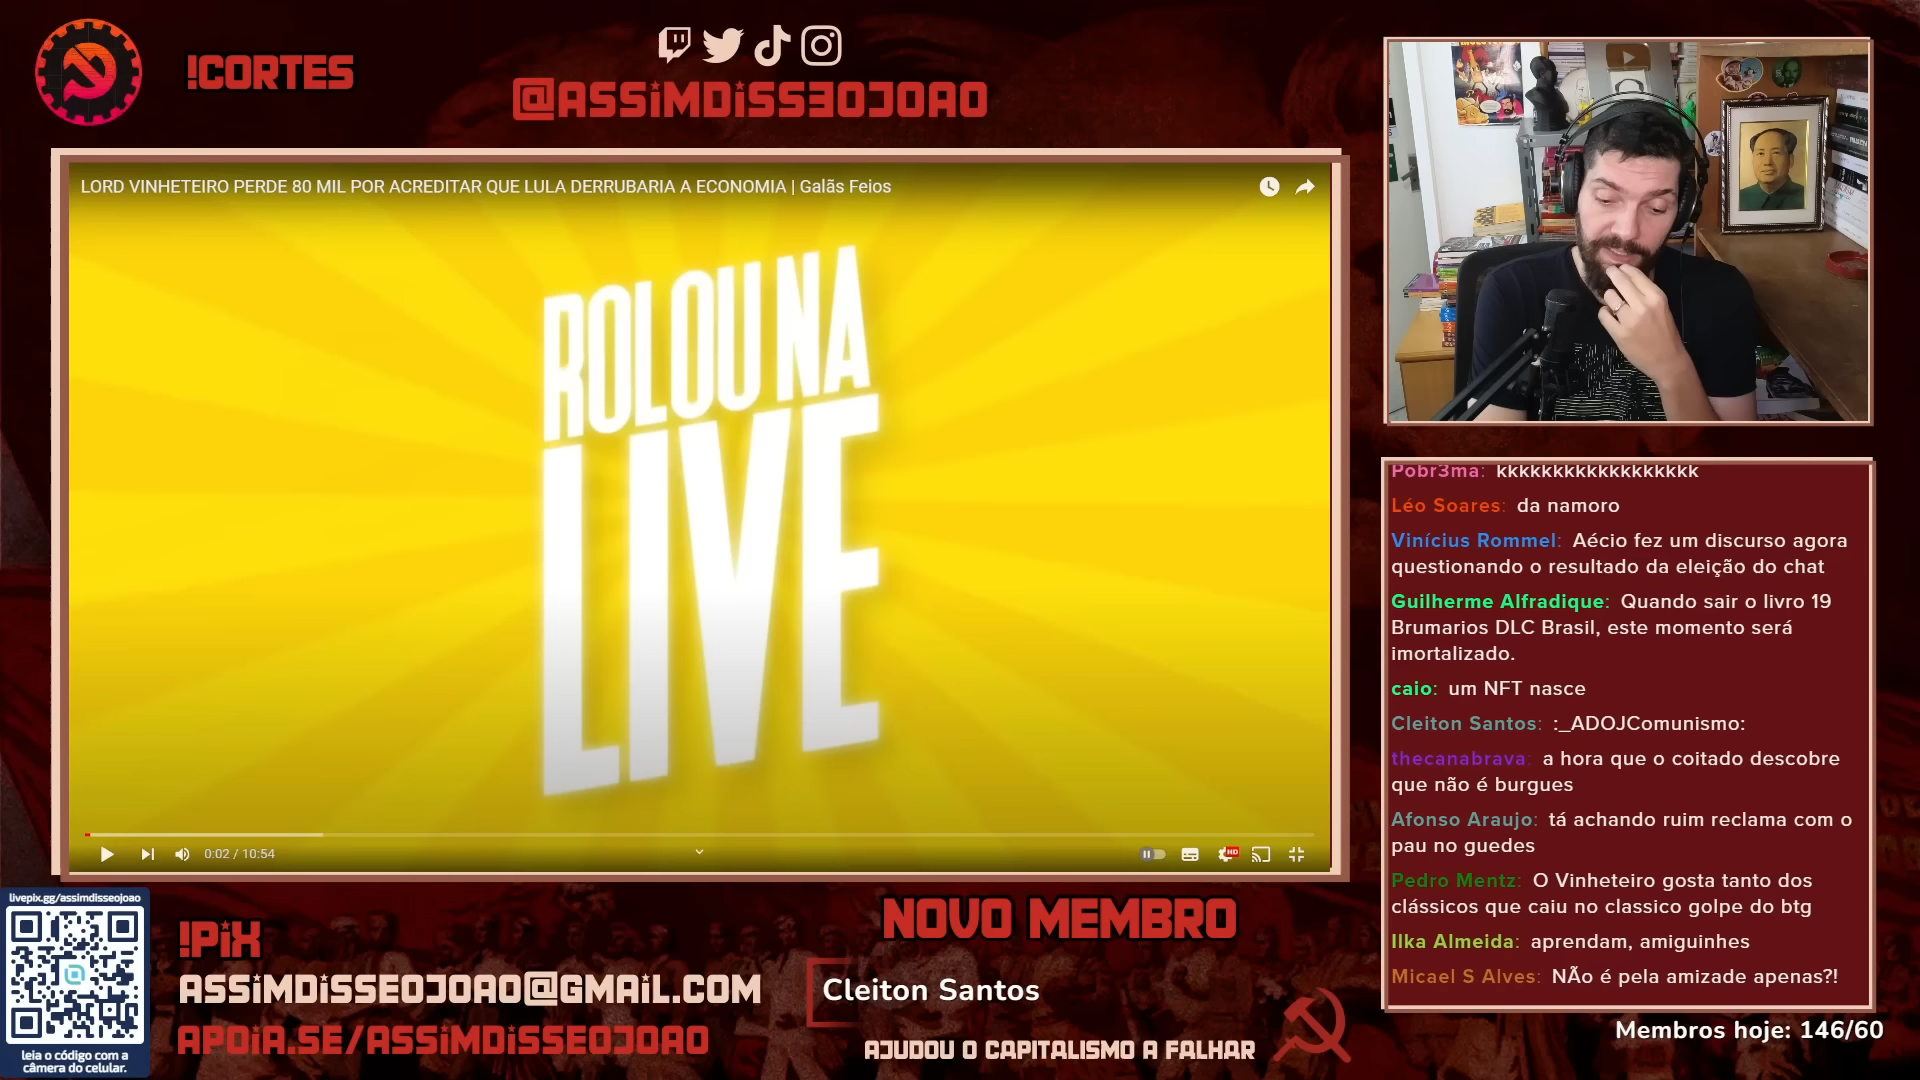 !CORTES
@ASSIMDISSEOJOAO
LORD VINHETEIRO PERDE 80 MIL POR ACREDITAR QUE LULA DERRUBARIA A ECONOMIA | Galãs Feios
ROLOU NA
LIVE
0:02 / 10:54
HD
Pobr3ma: kkkkkkkkkkkkkkkkkk
Léo Soares: da namoro
Vinícius Rommel: Aécio fez um discurso agora
questionando o resultado da eleição do chat
Guilherme Alfradique: Quando sair o livro 19
Brumarios DLC Brasil, este momento será
imortalizado.
caio: um NFT nasce
Cleiton Santos: :_ADOJComunismo:
thecanabrava: a hora que o coitado descobre
que não é burgues
Afonso Araujo: tá achando ruim reclama com o
pau no guedes
Pedro Mentz: O Vinheteiro gosta tanto dos
clássicos que caiu no classico golpe do btg
Ilka Almeida: aprendam, amiguinhes
Micael S Alves: NÃo é pela amizade apenas?!
Membros hoje: 146/60
livepix.gg/assimdisseojoao
leia o código com a
câmera do celular.
!PIX
ASSIMDISSEOJOAO@GMAIL.COM
APOIA.SE/ASSIMDISSEOJOAO
NOVO MEMBRO
Cleiton Santos
AJUDOU O CAPITALISMO A FALHAR